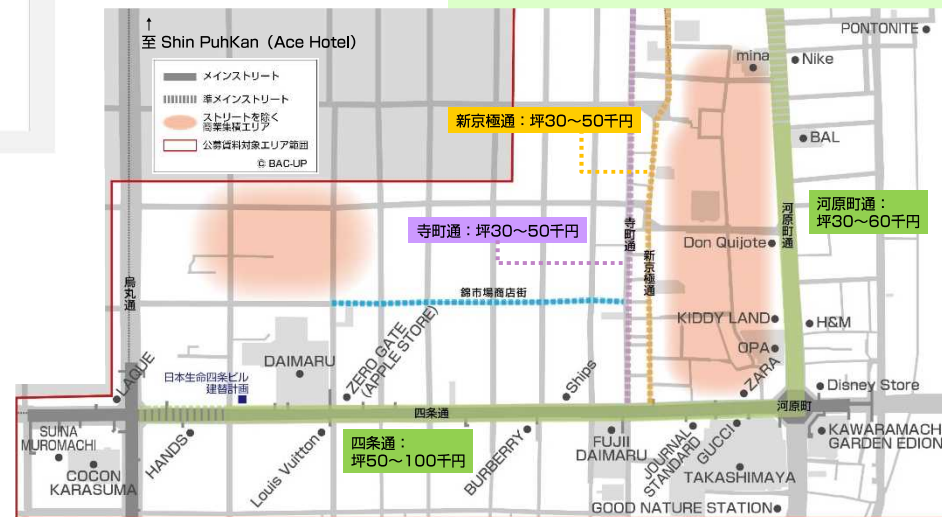 ↑
至 Shin PuhKan (Ace Hotel)
メインストリート
準メインストリート
ストリートを除く
商業集積エリア
公募賃料対象エリア範囲
© BAC-UP
新京極通：坪30～50千円
寺町通：坪30～50千円
河原町通：
坪30～60千円
四条通：
坪50～100千円
PONTONITE
mina
Nike
BAL
Don Quijote
KIDDY LAND
H&M
OPA
ZARA
Disney Store
河原町
KAWARAMACHI
GARDEN EDION
烏丸通
寺町通
新京極通
河原町通
錦市場商店街
四条通
LAQUE
日本生命四条ビル
建替計画
DAIMARU
ZERO GATE
(APPLE STORE)
Ships
SUINA
MUROMACHI
COCON
KARASUMA
HANDS
Louis Vuitton
BURBERRY
FUJII
DAIMARU
JOURNAL
STANDARD
GUCCI
TAKASHIMAYA
GOOD NATURE STATION